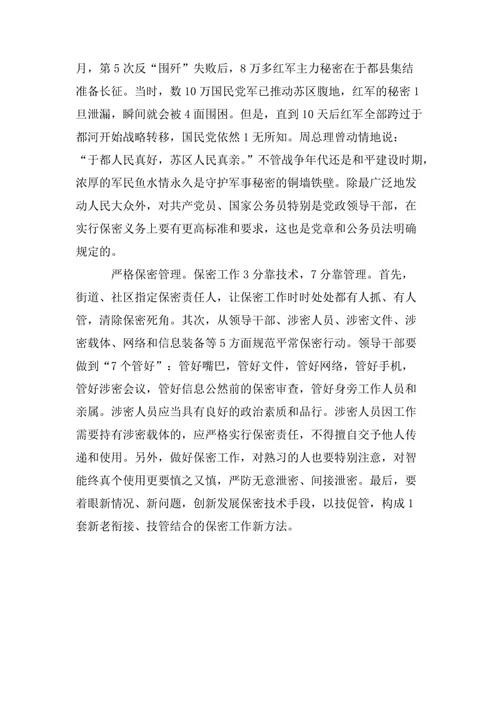 月，第5次反“围歼”失败后，8万多红军主力秘密在于都县集结
准备长征。当时，数10万国民党军已推动苏区腹地，红军的秘密1
旦泄漏，瞬间就会被4面围困。但是，直到10天后红军全部跨过于
都河开始战略转移，国民党依然1无所知。周总理曾动情地说：
“于都人民真好，苏区人民真亲。”不管战争年代还是和平建设时期，
浓厚的军民鱼水情永久是守护军事秘密的铜墙铁壁。除最广泛地发
动人民大众外，对共产党员、国家公务员特别是党政领导干部，在
实行保密义务上要有更高标准和要求，这也是党章和公务员法明确
规定的。
严格保密管理。保密工作3分靠技术，7分靠管理。首先，
街道、社区指定保密责任人，让保密工作时时处处都有人抓、有人
管，清除保密死角。其次，从领导干部、涉密人员、涉密文件、涉
密载体、网络和信息装备等5方面规范平常保密行动。领导干部要
做到“7个管好”：管好嘴巴，管好文件，管好网络，管好手机，
管好涉密会议，管好信息公然前的保密审查，管好身旁工作人员和
亲属。涉密人员应当具有良好的政治素质和品行。涉密人员因工作
需要持有涉密载体的，应严格实行保密责任，不得擅自交予他人传
递和使用。另外，做好保密工作，对熟习的人也要特别注意，对智
能终真个使用更要慎之又慎，严防无意泄密、间接泄密。最后，要
着眼新情况、新问题，创新发展保密技术手段，以技促管，构成1
套新老衔接、技管结合的保密工作新方法。